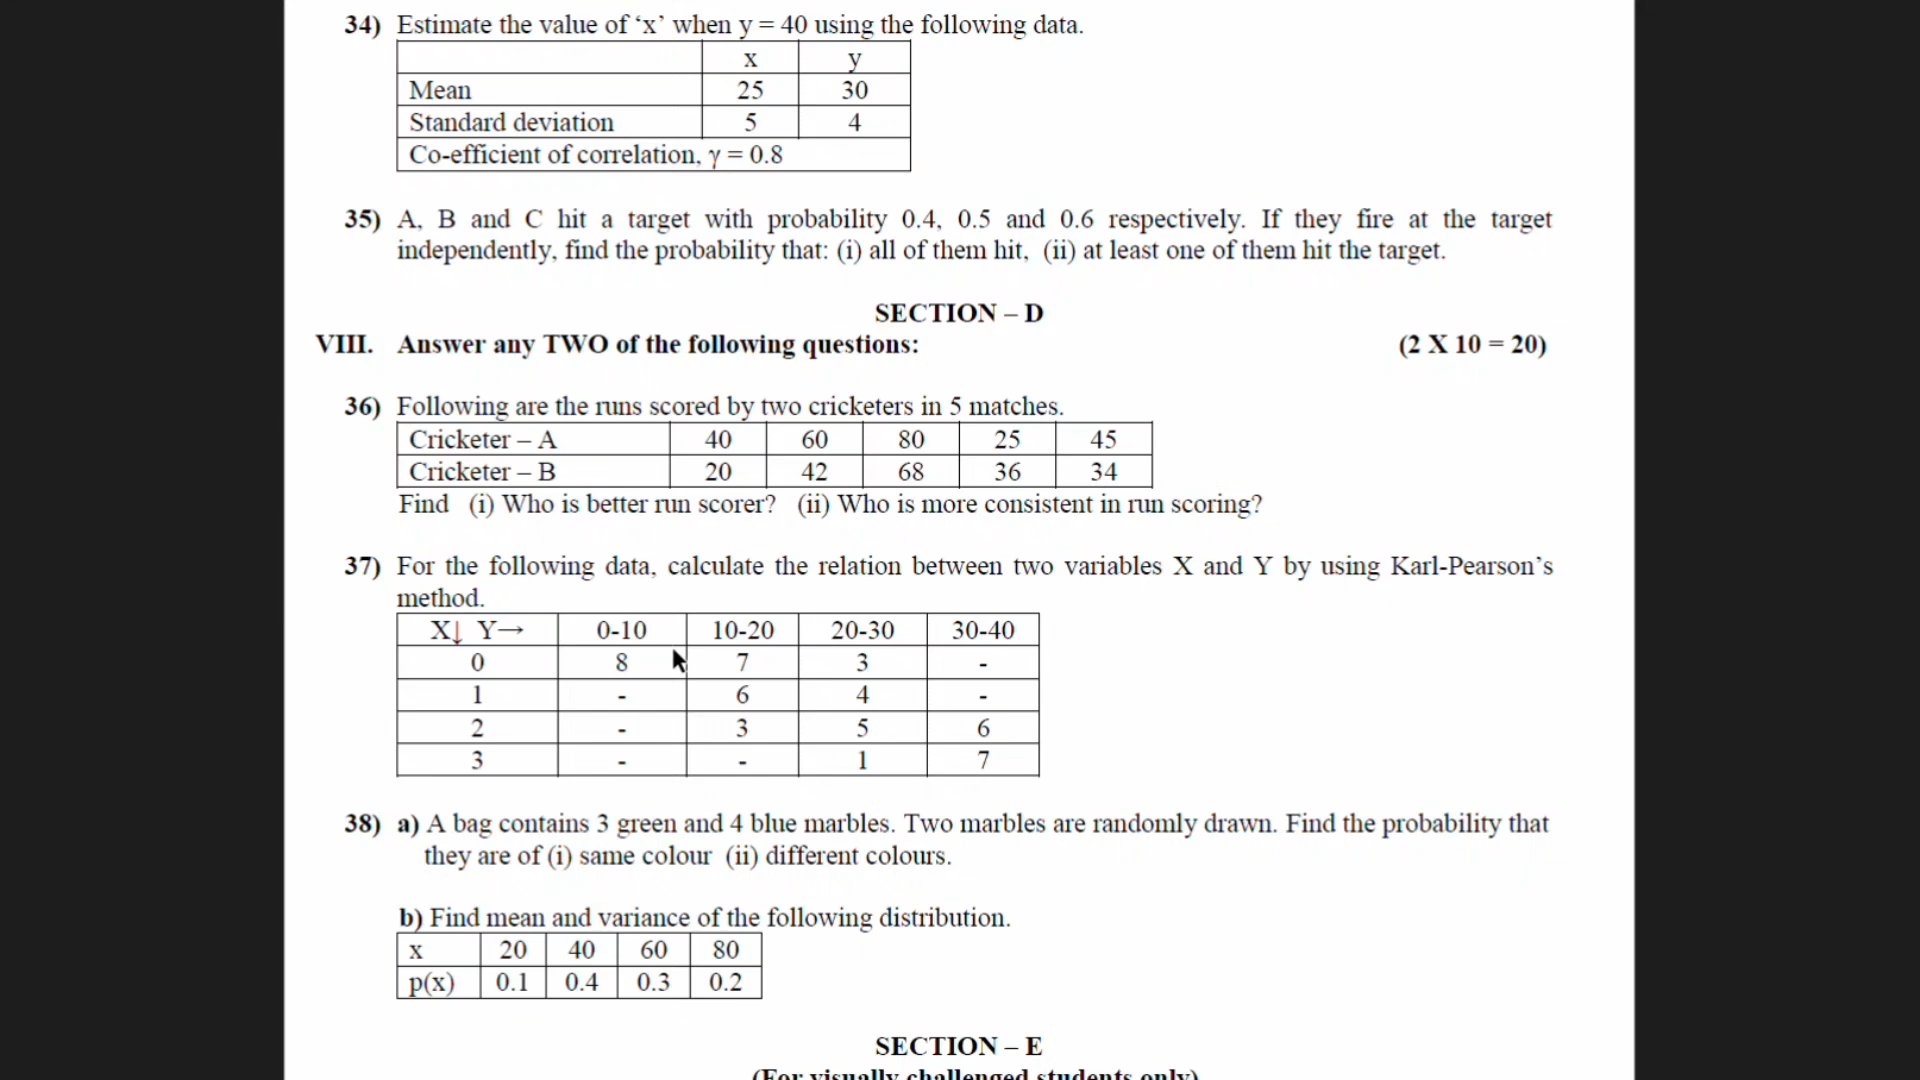 34) Estimate the value of ‘x’ when y = 40 using the following data.
x y
Mean 25 30
Standard deviation 5 4
Co-efficient of correlation, γ = 0.8
35) A, B and C hit a target with probability 0.4, 0.5 and 0.6 respectively. If they fire at the target
independently, find the probability that: (i) all of them hit, (ii) at least one of them hit the target.
SECTION – D
VIII. Answer any TWO of the following questions: (2 X 10 = 20)
36) Following are the runs scored by two cricketers in 5 matches.
Cricketer – A 40 60 80 25 45
Cricketer – B 20 42 68 36 34
Find (i) Who is better run scorer? (ii) Who is more consistent in run scoring?
37) For the following data, calculate the relation between two variables X and Y by using Karl-Pearson’s
method.
X↓ Y→ 0-10 10-20 20-30 30-40
0 8 7 3 -
1 - 6 4 -
2 - 3 5 6
3 - - 1 7
38) a) A bag contains 3 green and 4 blue marbles. Two marbles are randomly drawn. Find the probability that
they are of (i) same colour (ii) different colours.
b) Find mean and variance of the following distribution.
x 20 40 60 80
p(x) 0.1 0.4 0.3 0.2
SECTION – E
(For visually challenged students only)